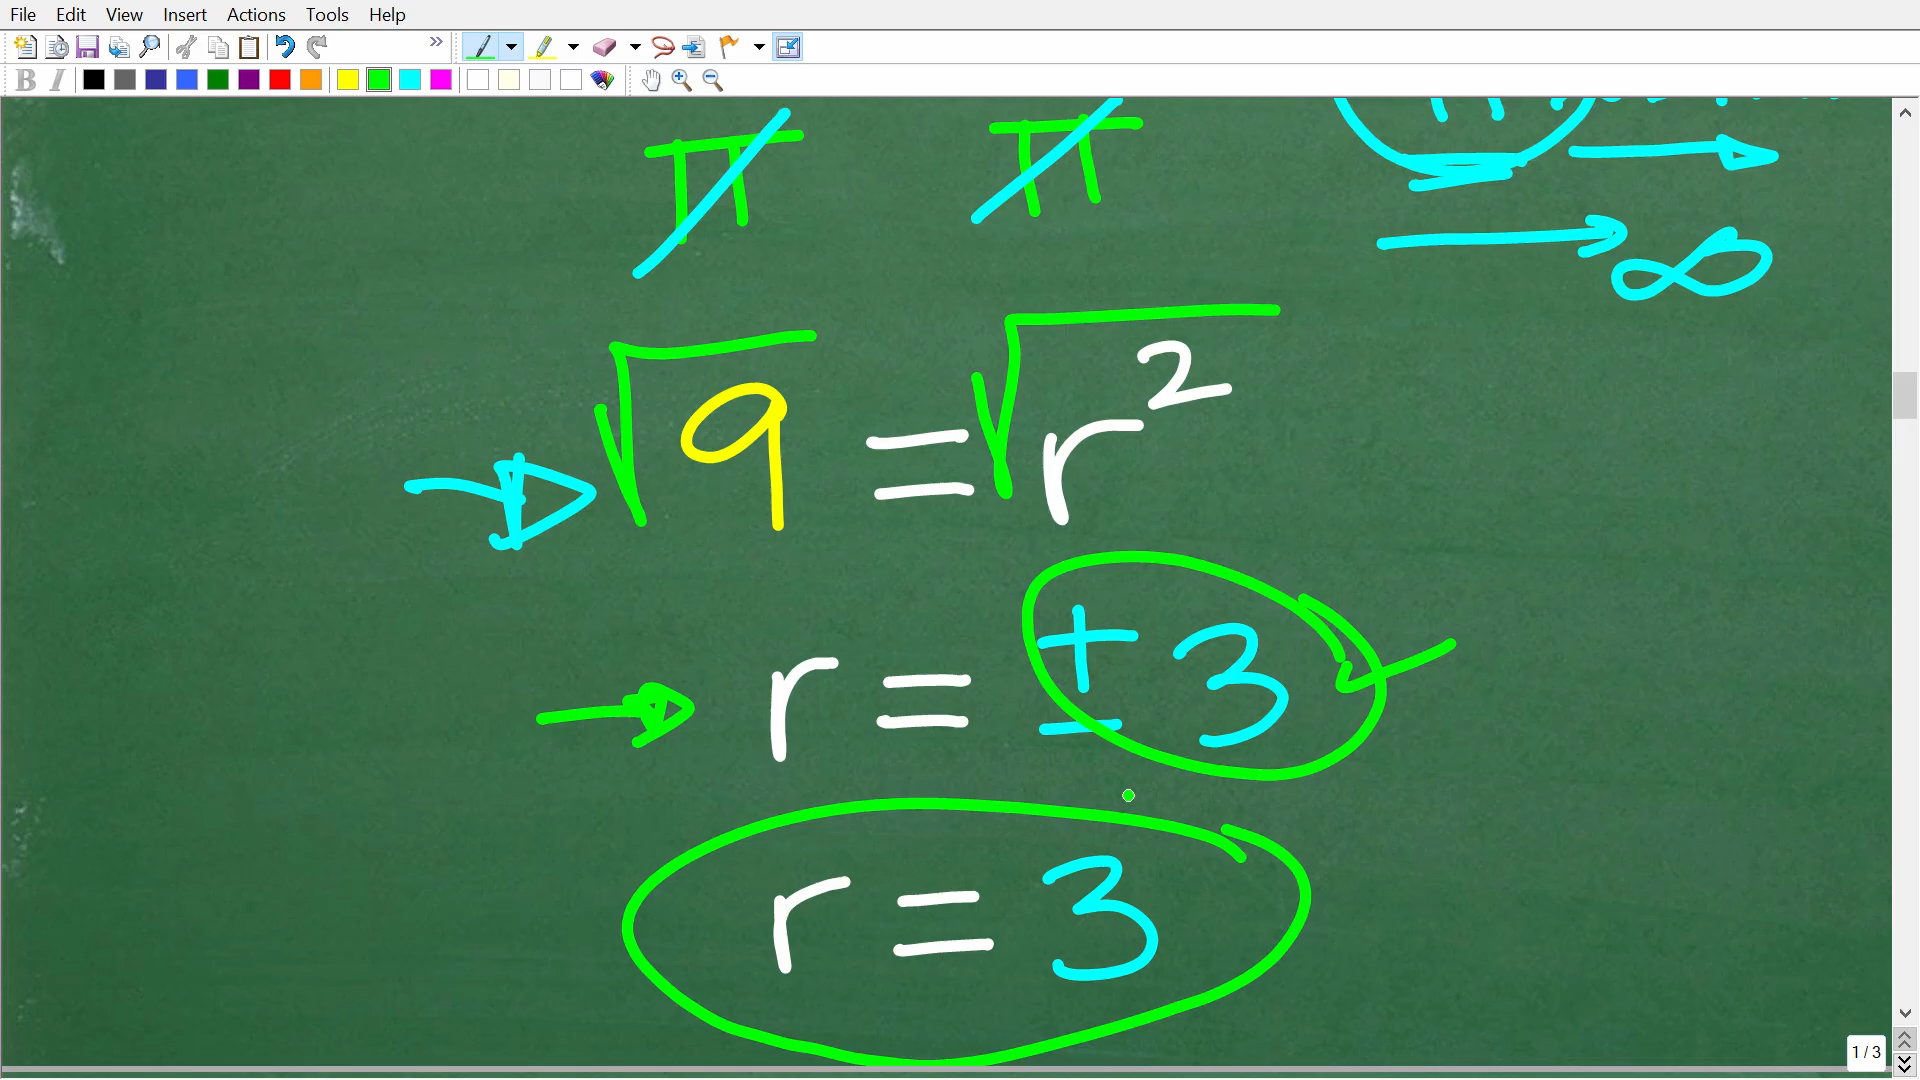 File Edit View Insert Actions Tools Help
B I
π π
∞
√9 = √r²
r = ±3
r = 3
1 / 3